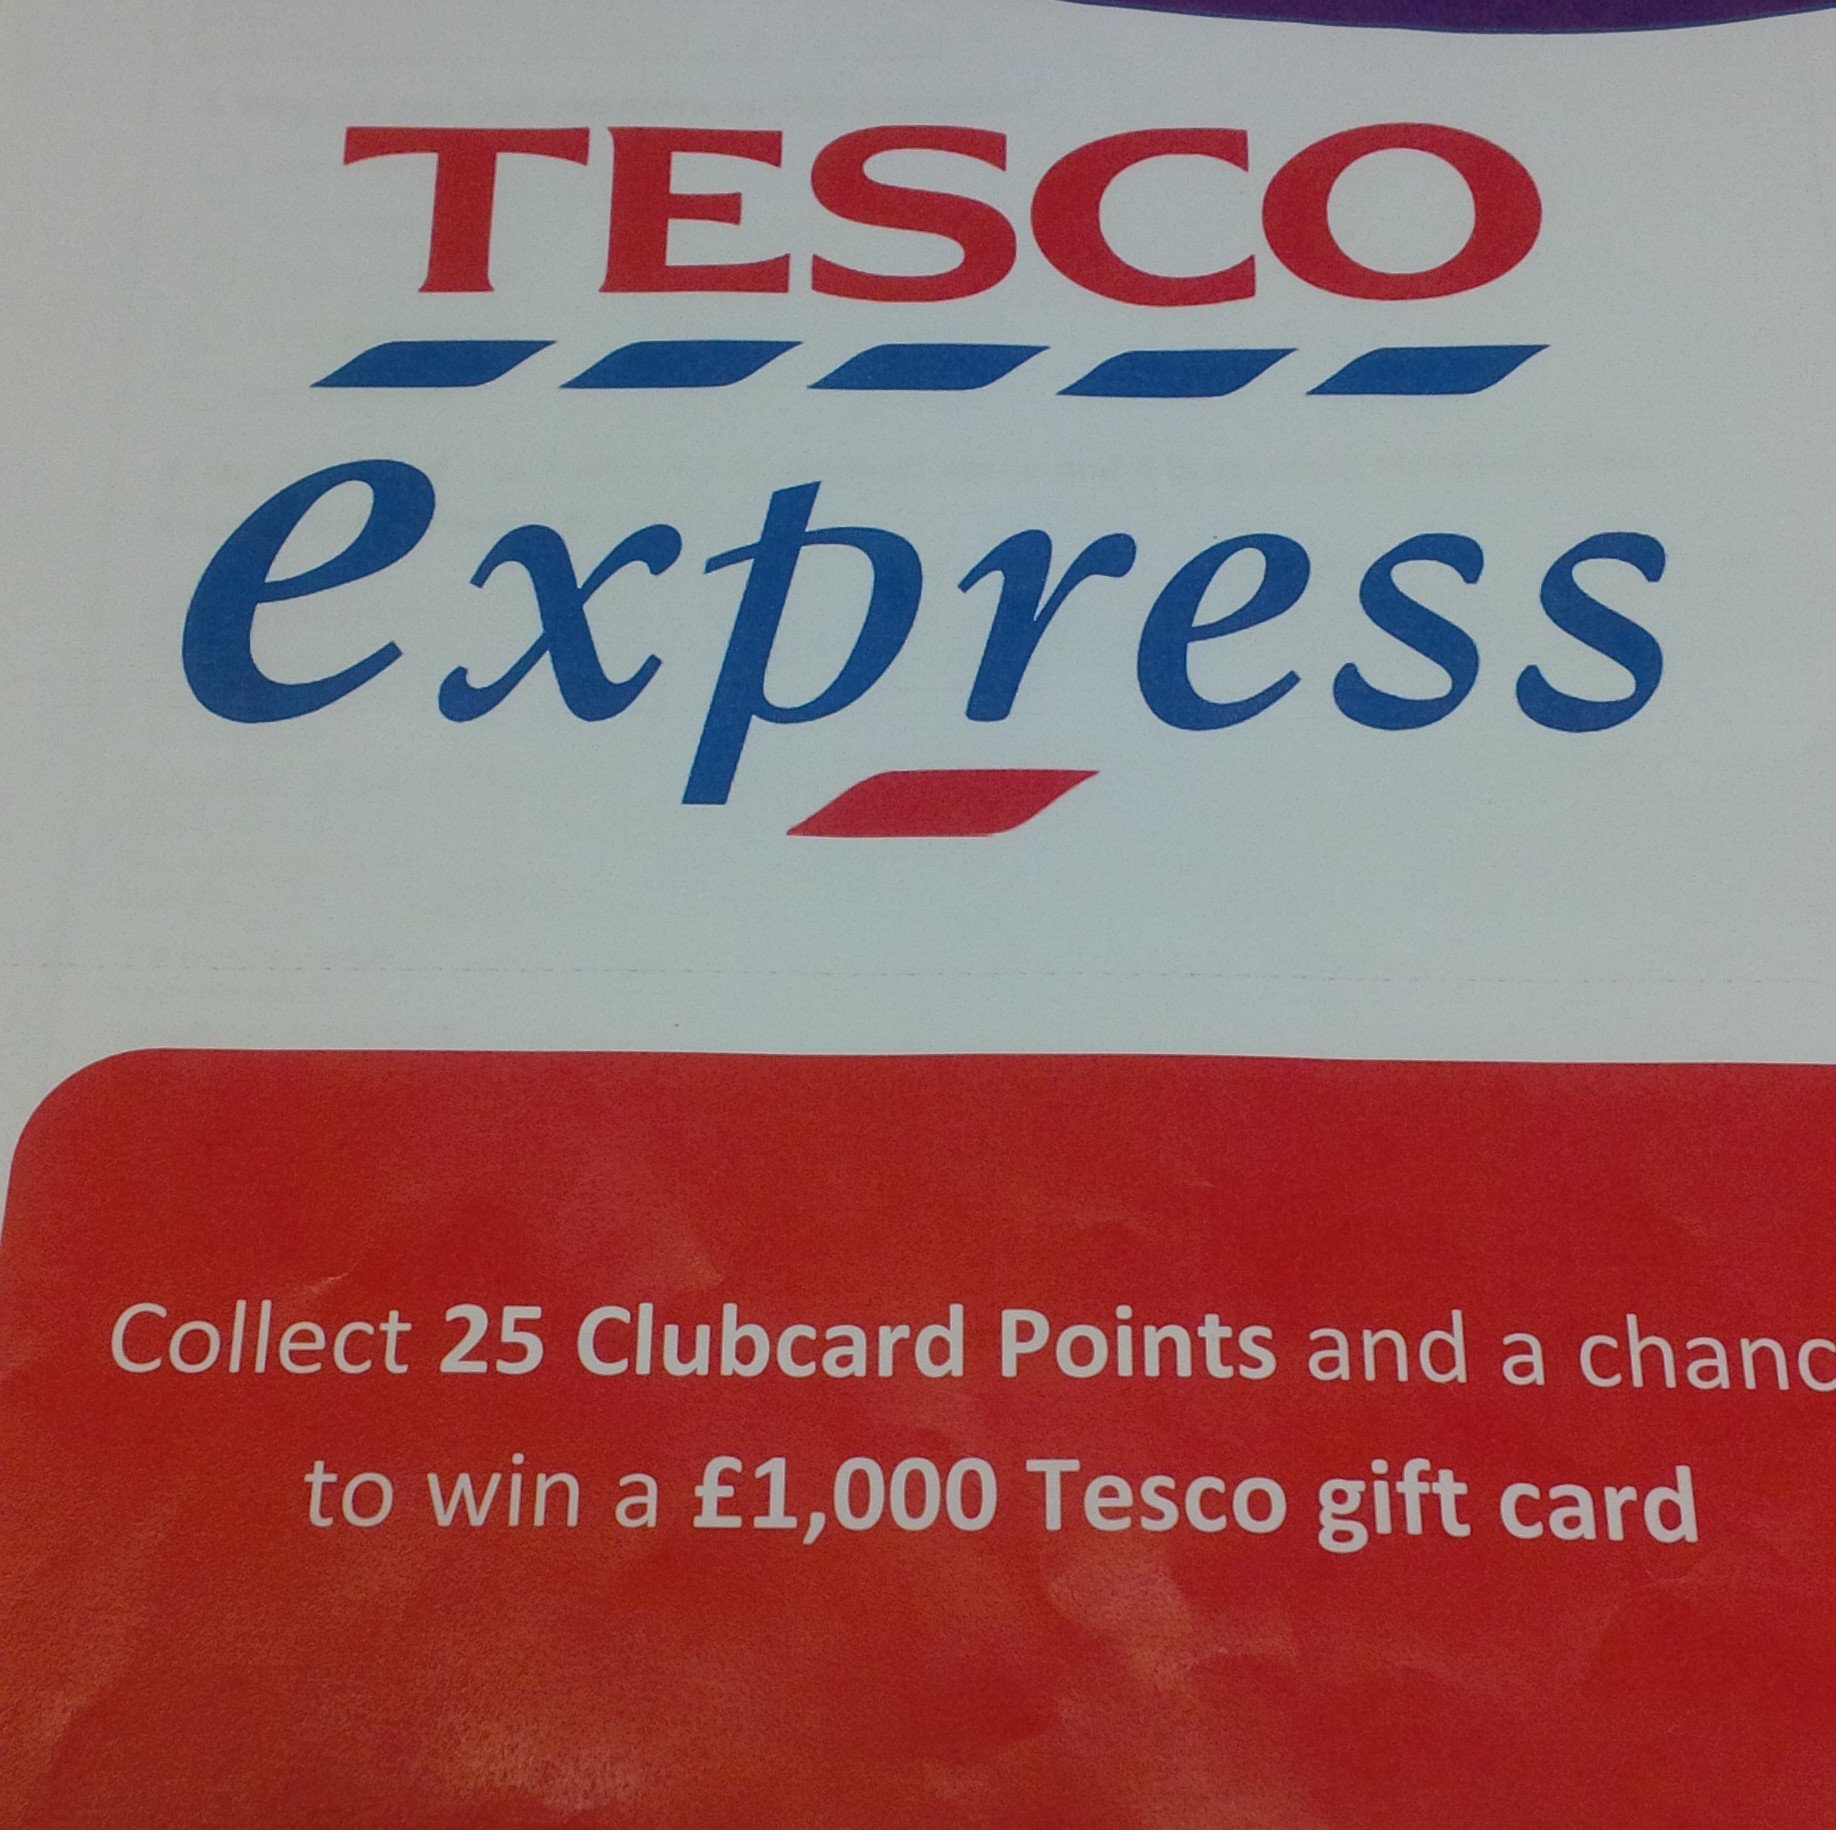 TESCO
express
Collect 25 Clubcard Points and a chanc
to win a £1,000 Tesco gift card